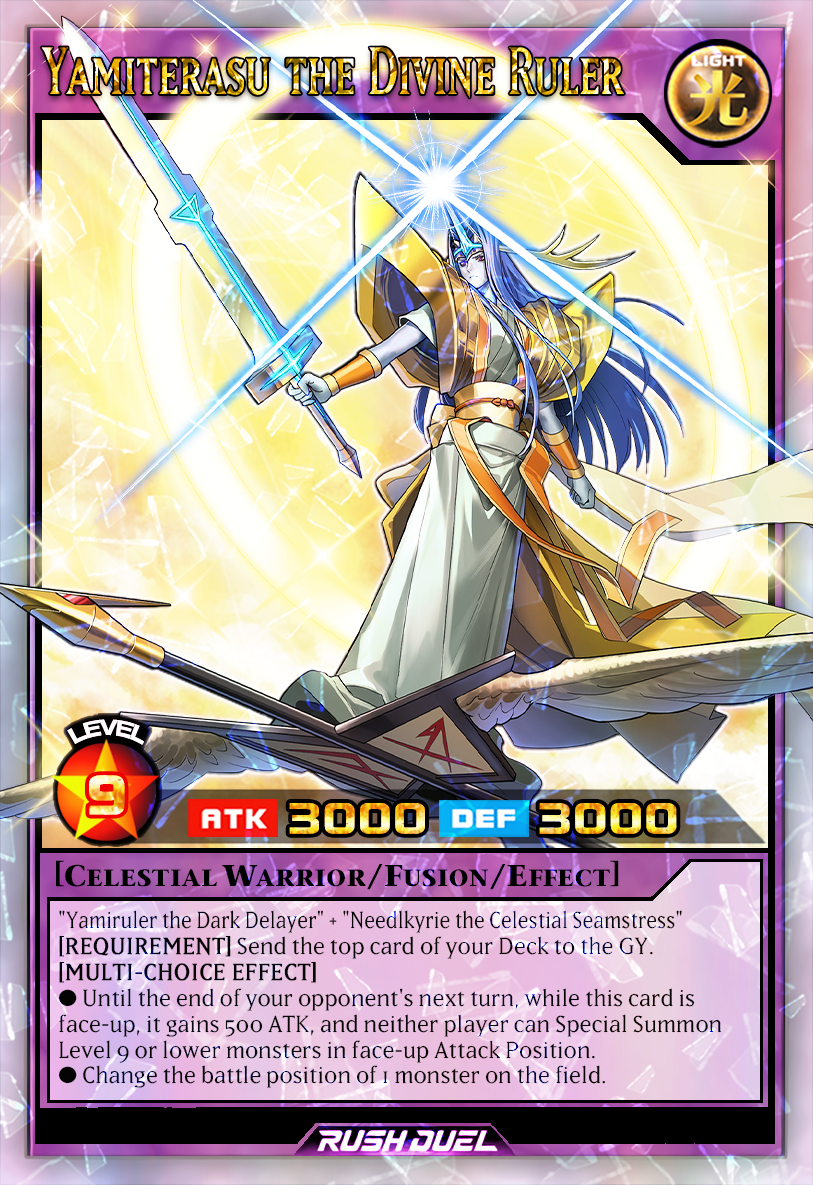 Yamiterasu the Divine Ruler
LIGHT
光
LEVEL
9
ATK 3000 DEF 3000
[Celestial Warrior/Fusion/Effect]
"Yamiruler the Dark Delayer" + "Needlkyrie the Celestial Seamstress"
[REQUIREMENT] Send the top card of your Deck to the GY.
[MULTI-CHOICE EFFECT]
● Until the end of your opponent's next turn, while this card is
face-up, it gains 500 ATK, and neither player can Special Summon
Level 9 or lower monsters in face-up Attack Position.
● Change the battle position of 1 monster on the field.
RUSH DUEL